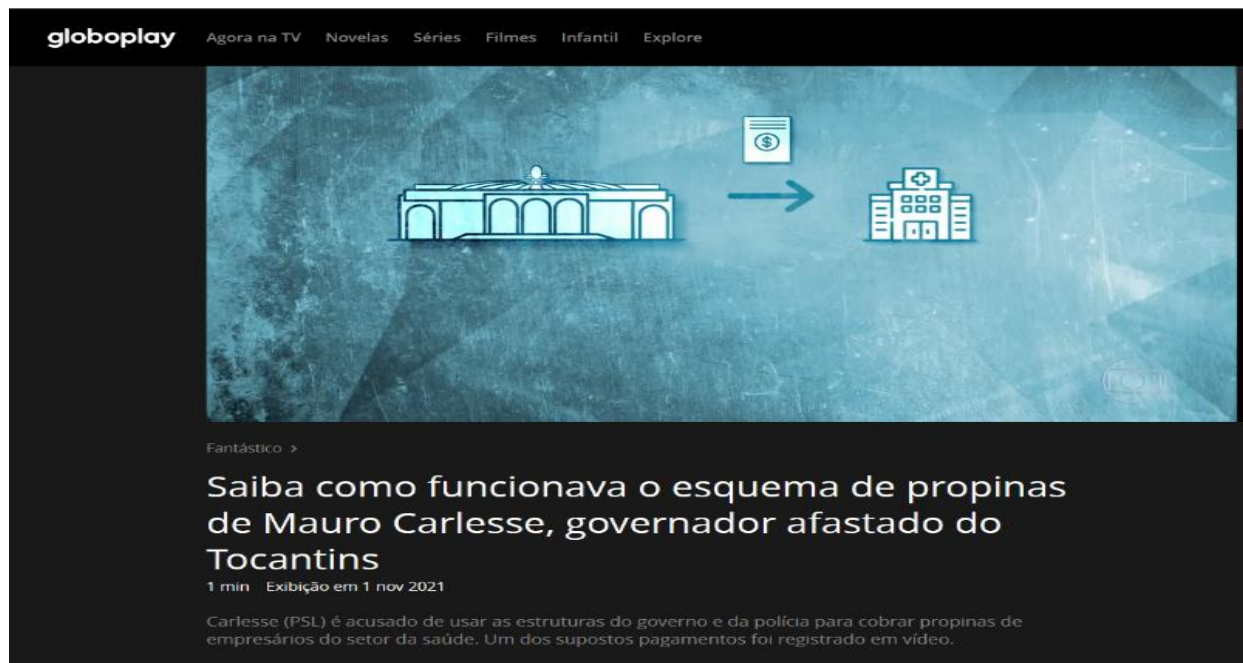 globoplay Agora na TV Novelas Séries Filmes Infantil Explore
$
Fantástico >
Saiba como funcionava o esquema de propinas
de Mauro Carlesse, governador afastado do
Tocantins
1 min Exibição em 1 nov 2021
Carlesse (PSL) é acusado de usar as estruturas do governo e da polícia para cobrar propinas de
empresários do setor da saúde. Um dos supostos pagamentos foi registrado em vídeo.